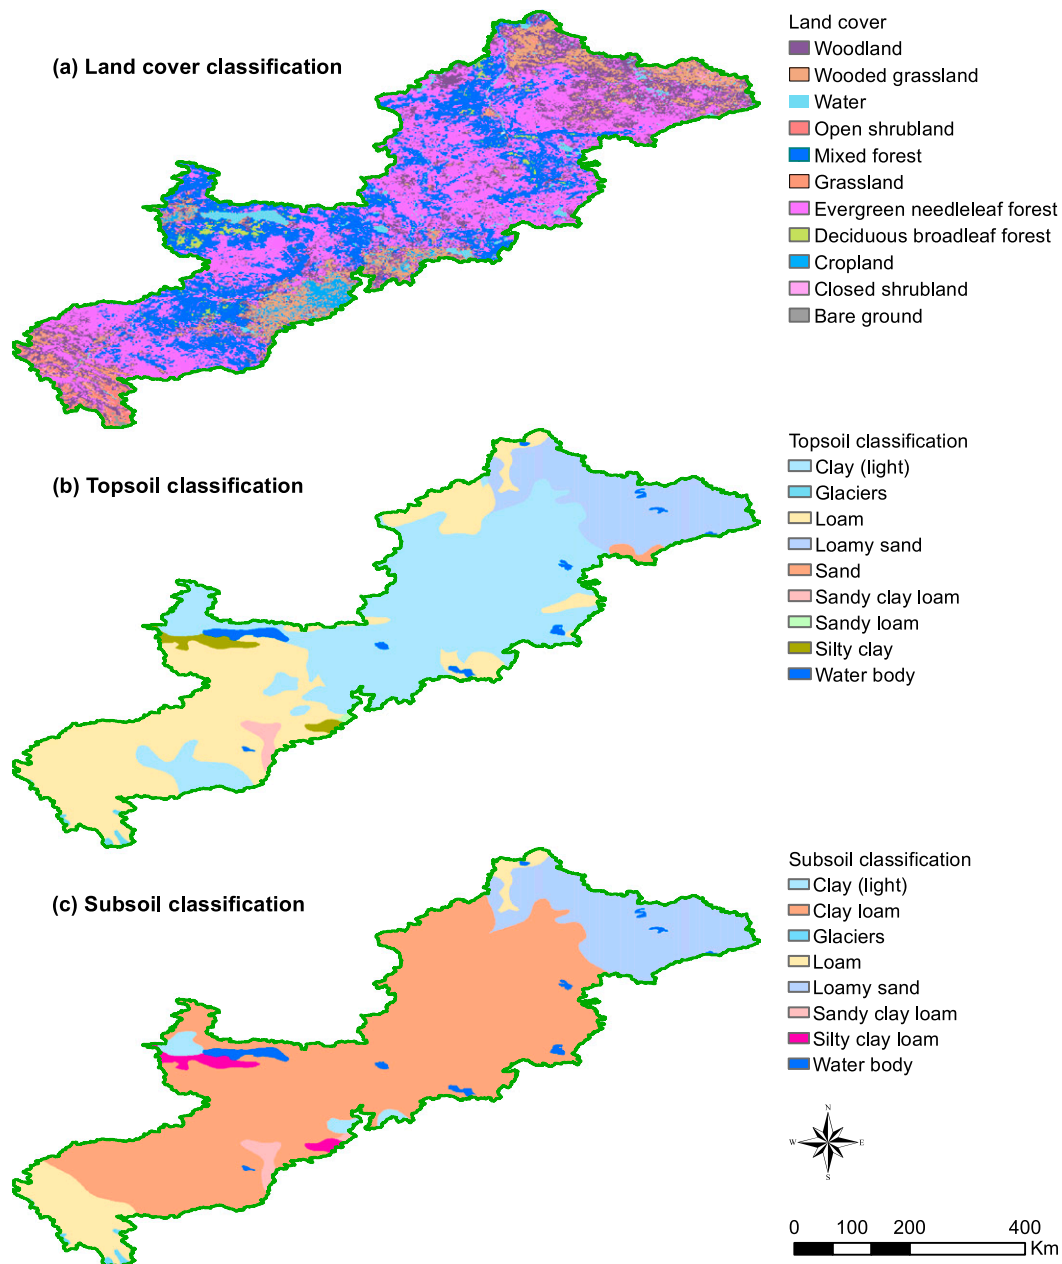 (a) Land cover classification
Land cover
Woodland
Wooded grassland
Water
Open shrubland
Mixed forest
Grassland
Evergreen needleleaf forest
Deciduous broadleaf forest
Cropland
Closed shrubland
Bare ground
(b) Topsoil classification
Topsoil classification
Clay (light)
Glaciers
Loam
Loamy sand
Sand
Sandy clay loam
Sandy loam
Silty clay
Water body
(c) Subsoil classification
Subsoil classification
Clay (light)
Clay loam
Glaciers
Loam
Loamy sand
Sandy clay loam
Silty clay loam
Water body
N
W E
S
0 100 200 400
Km